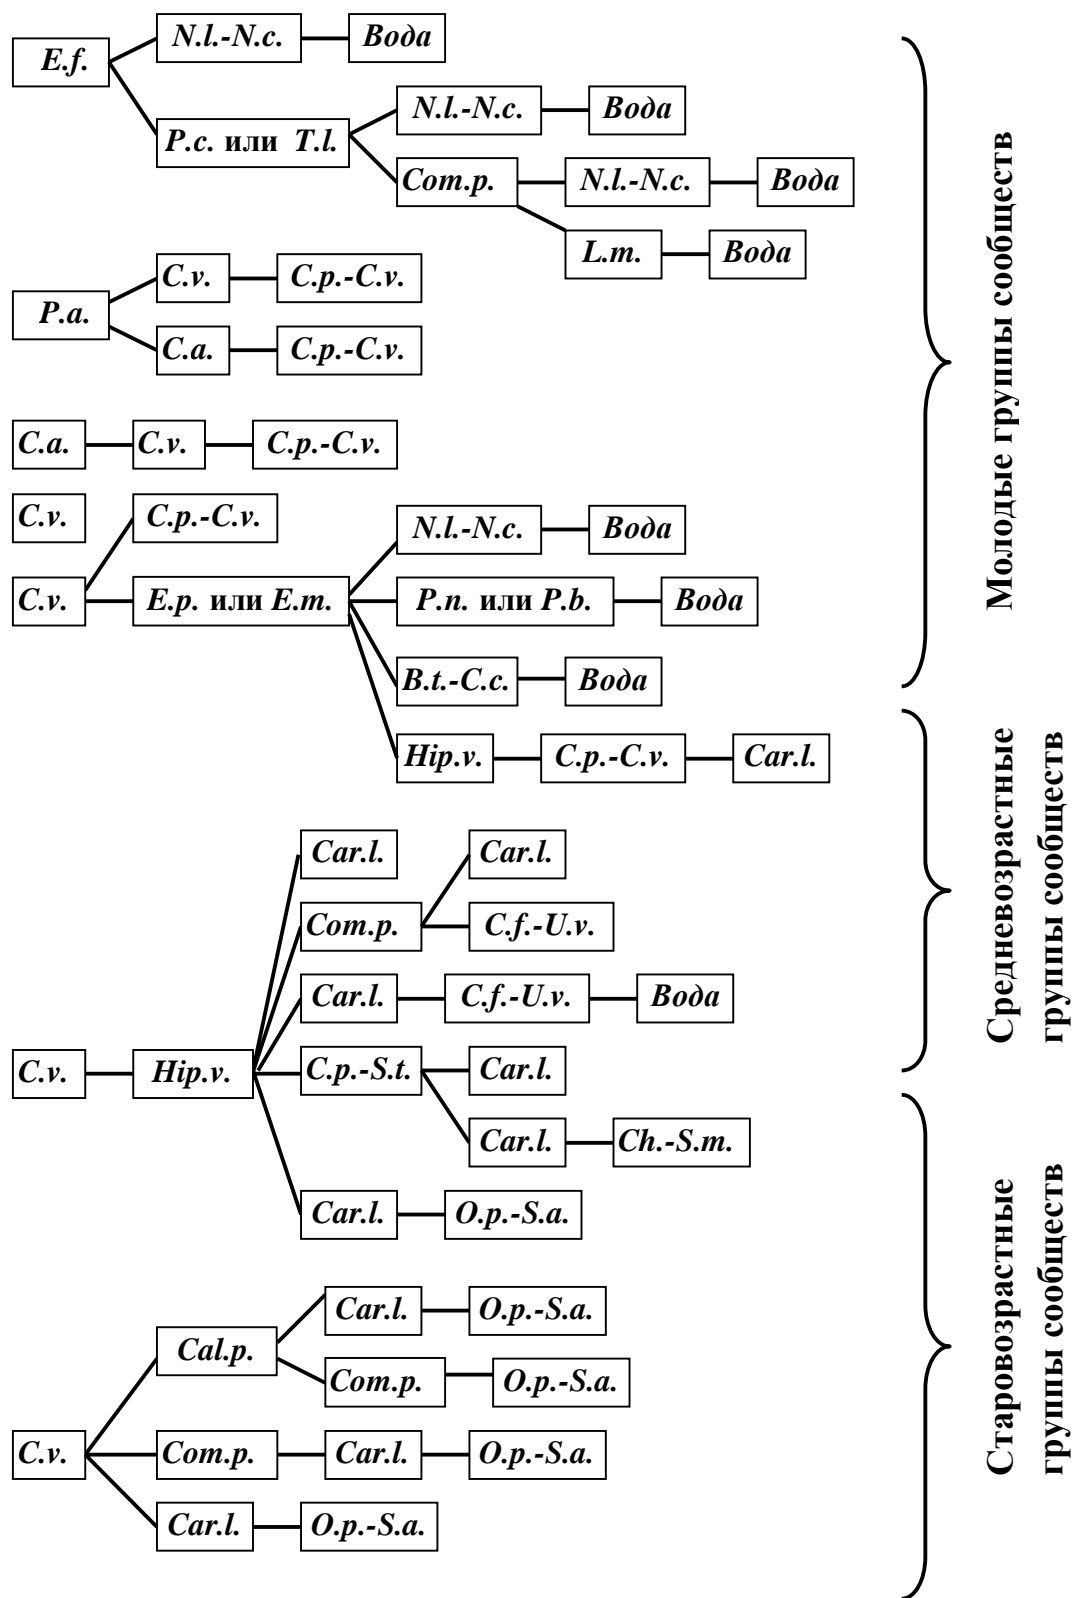 E.f. N.l.-N.c. Вода
P.c. или T.l. N.l.-N.c. Вода
Com.p. N.l.-N.c. Вода
L.m. Вода
P.a. C.v. C.p.-C.v.
C.a. C.p.-C.v.
C.a. C.v. C.p.-C.v.
C.v. C.p.-C.v.
C.v. E.p. или E.m. N.l.-N.c. Вода
P.n. или P.b. Вода
B.t.-C.c. Вода
Hip.v. C.p.-C.v. Car.l.
Car.l. Car.l.
Com.p. C.f.-U.v.
Car.l. C.f.-U.v. Вода
C.v. Hip.v. C.p.-S.t. Car.l.
Car.l. Ch.-S.m.
Car.l. O.p.-S.a.
Cal.p. Car.l. O.p.-S.a.
Com.p. O.p.-S.a.
C.v. Com.p. Car.l. O.p.-S.a.
Car.l. O.p.-S.a.
Молодые группы сообществ
Средневозрастные
группы сообществ
Старовозрастные
группы сообществ